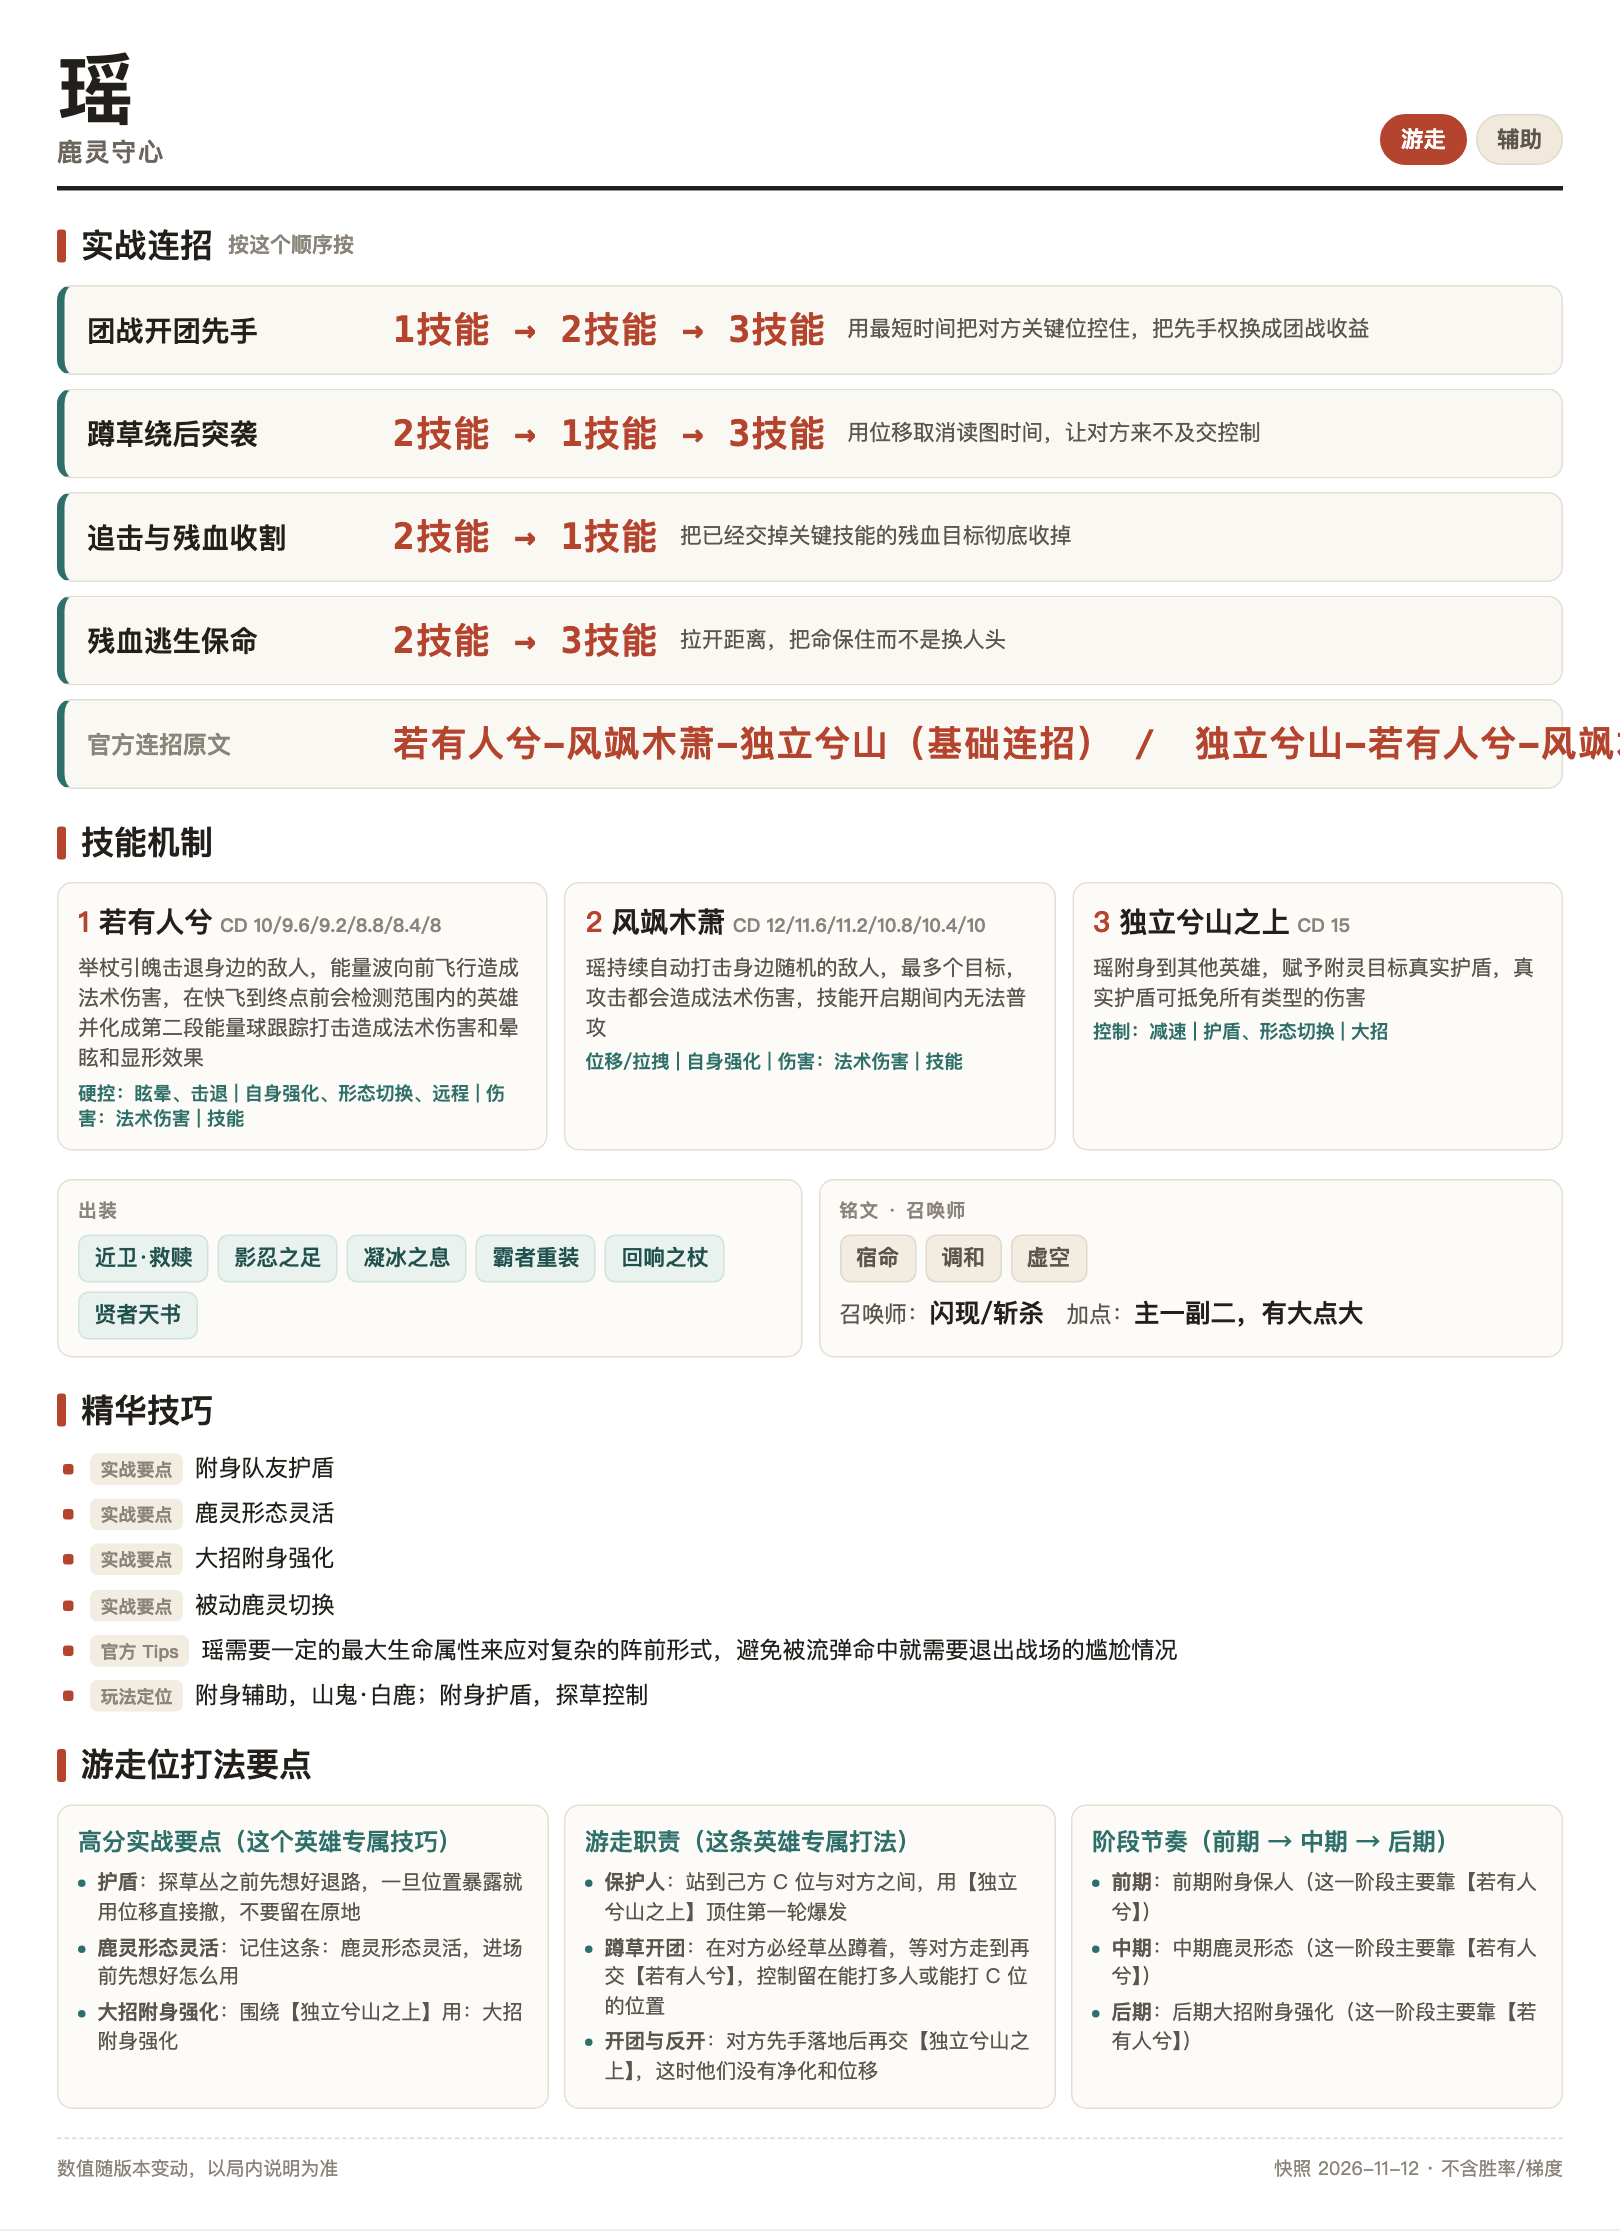 瑶
鹿灵守心
游走 辅助
实战连招 按这个顺序按
团战开团先手 1技能 → 2技能 → 3技能 用最短时间把对方关键位控住，把先手权换成团战收益
蹲草绕后突袭 2技能 → 1技能 → 3技能 用位移取消读图时间，让对方来不及交控制
追击与残血收割 2技能 → 1技能 把已经交掉关键技能的残血目标彻底收掉
残血逃生保命 2技能 → 3技能 拉开距离，把命保住而不是换人头
官方连招原文 若有人兮–风飒木萧–独立兮山（基础连招） / 独立兮山–若有人兮–风飒
技能机制
1 若有人兮 CD 10/9.6/9.2/8.8/8.4/8
举杖引魄击退身边的敌人，能量波向前飞行造成
法术伤害，在快飞到终点前会检测范围内的英雄
并化成第二段能量球跟踪打击造成法术伤害和晕
眩和显形效果
硬控：眩晕、击退 | 自身强化、形态切换、远程 | 伤
害：法术伤害 | 技能
2 风飒木萧 CD 12/11.6/11.2/10.8/10.4/10
瑶持续自动打击身边随机的敌人，最多个目标，
攻击都会造成法术伤害，技能开启期间内无法普
攻
位移/拉拽 | 自身强化 | 伤害：法术伤害 | 技能
3 独立兮山之上 CD 15
瑶附身到其他英雄，赋予附灵目标真实护盾，真
实护盾可抵免所有类型的伤害
控制：减速 | 护盾、形态切换 | 大招
出装
近卫·救赎 影忍之足 凝冰之息 霸者重装 回响之杖
贤者天书
铭文 · 召唤师
宿命 调和 虚空
召唤师：闪现/斩杀 加点：主一副二，有大点大
精华技巧
实战要点 附身队友护盾
实战要点 鹿灵形态灵活
实战要点 大招附身强化
实战要点 被动鹿灵切换
官方 Tips 瑶需要一定的最大生命属性来应对复杂的阵前形式，避免被流弹命中就需要退出战场的尴尬情况
玩法定位 附身辅助，山鬼·白鹿；附身护盾，探草控制
游走位打法要点
高分实战要点（这个英雄专属技巧）
护盾：探草丛之前先想好退路，一旦位置暴露就
用位移直接撤，不要留在原地
鹿灵形态灵活：记住这条：鹿灵形态灵活，进场
前先想好怎么用
大招附身强化：围绕【独立兮山之上】用：大招
附身强化
游走职责（这条英雄专属打法）
保护人：站到己方 C 位与对方之间，用【独立
兮山之上】顶住第一轮爆发
蹲草开团：在对方必经草丛蹲着，等对方走到再
交【若有人兮】，控制留在能打多人或能打 C 位
的位置
开团与反开：对方先手落地后再交【独立兮山之
上】，这时他们没有净化和位移
阶段节奏（前期 → 中期 → 后期）
前期：前期附身保人（这一阶段主要靠【若有人
兮】）
中期：中期鹿灵形态（这一阶段主要靠【若有人
兮】）
后期：后期大招附身强化（这一阶段主要靠【若
有人兮】）
数值随版本变动，以局内说明为准
快照 2026–11–12 · 不含胜率/梯度